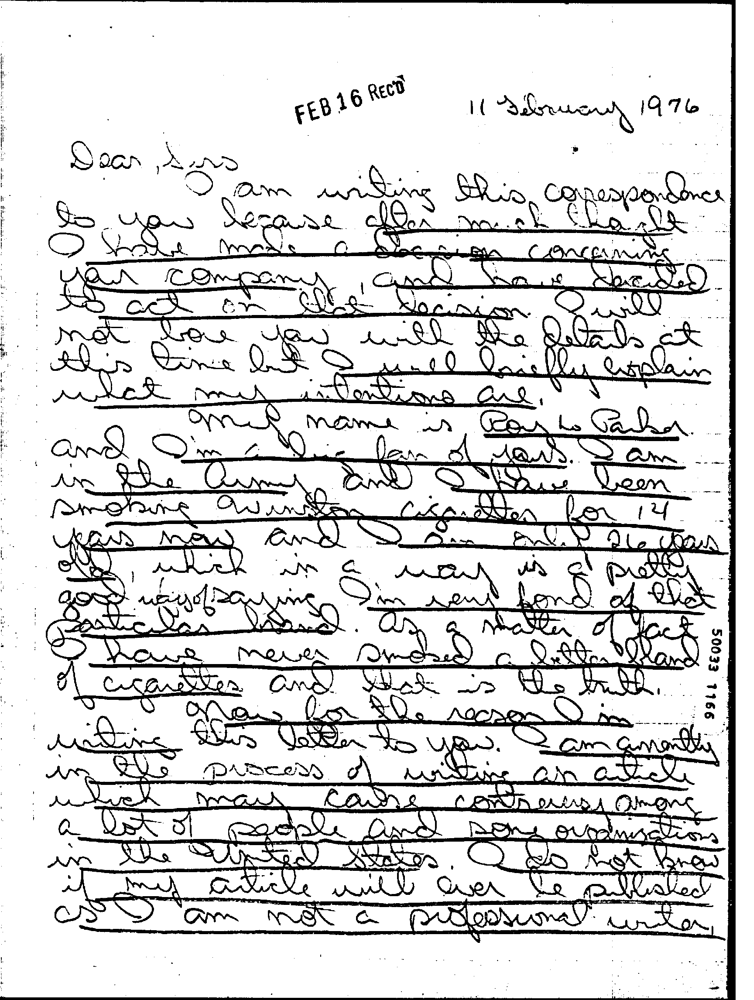 FEB 16 REC'D
11 February 1976
Dear, Sirs
I am writing this correspondence
to you because after much thought
I have made a decision concerning
your company, and have decided
to act on that decision I will
not bore you with the details at
this time but I will briefly explain
what my intentions are.
My name is Roy Parker
and I'm a big fan of yours. I am
in the Army and I have been
smoking Winston cigarettes for 14
years now and I am only 26 years
old, which in a way is a pretty
good way of saying I'm very fond of that
particular brand. As a matter of fact
I have never smoked a better brand
of cigarettes and that is the truth.
Now for the reason I'm
writing this letter to you. I am currently
in the process of writing an article
which may cause controversy among
a lot of people and some organizations
in the United States. I do not know
if my article will ever be published
as I am not a professional writer,
50033 1166